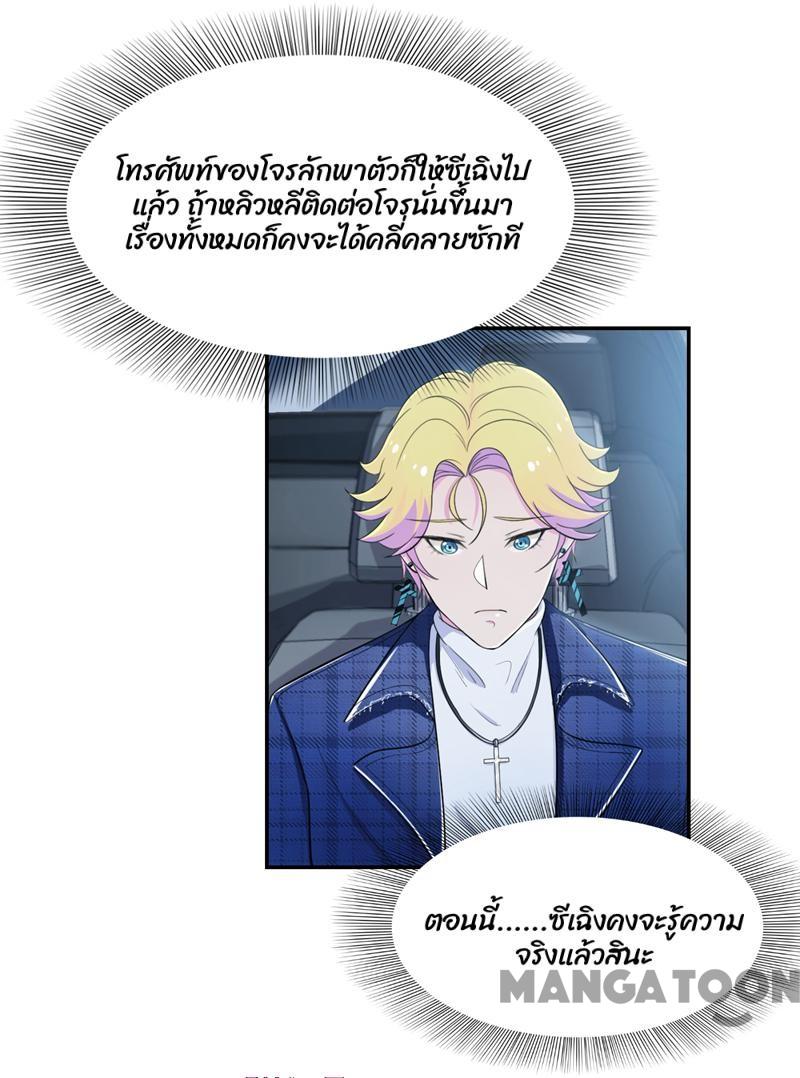 โทรศัพท์ของโจรลักพาตัวก็ให้ซีเฉิงไป
แล้ว ถ้าหลิวหลีติดต่อโจรนั่นขึ้นมา
เรื่องทั้งหมดก็คงจะได้คลี่คลายซักที
ตอนนี้......ซีเฉิงคงจะรู้ความ
จริงแล้วสินะ
MANGATOON